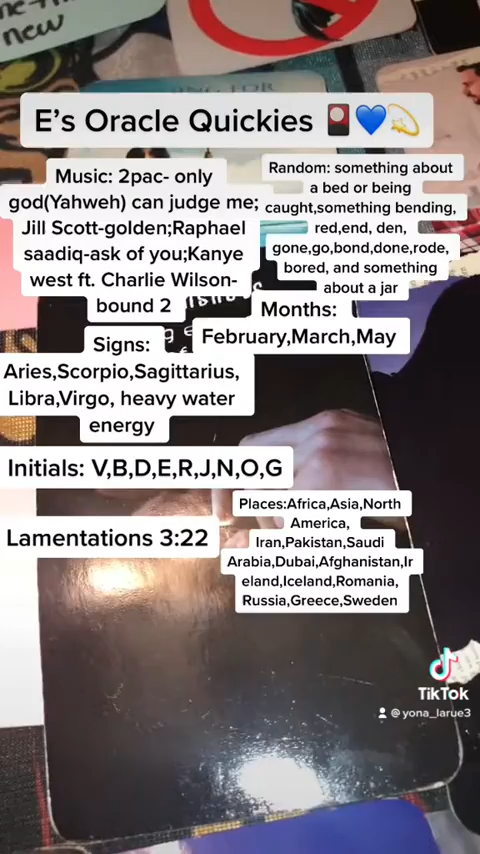 new
E's Oracle Quickies 🎴💙💫
Music: 2pac- only
god(Yahweh) can judge me;
Jill Scott-golden;Raphael
saadiq-ask of you;Kanye
west ft. Charlie Wilson-
bound 2
Random: something about
a bed or being
caught,something bending,
red,end, den,
gone,go,bond,done,rode,
bored, and something
about a jar
Months:
February,March,May
Signs:
Aries,Scorpio,Sagittarius,
Libra,Virgo, heavy water
energy
Initials: V,B,D,E,R,J,N,O,G
Lamentations 3:22
Places:Africa,Asia,North
America,
Iran,Pakistan,Saudi
Arabia,Dubai,Afghanistan,Ir
eland,Iceland,Romania,
Russia,Greece,Sweden
TikTok
@yona_larue3